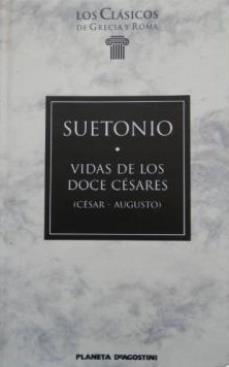 LOS CLÁSICOS
DE GRECIA Y ROMA
SUETONIO
•
VIDAS DE LOS
DOCE CÉSARES
(CÉSAR - AUGUSTO)
PLANETA DEAGOSTINI